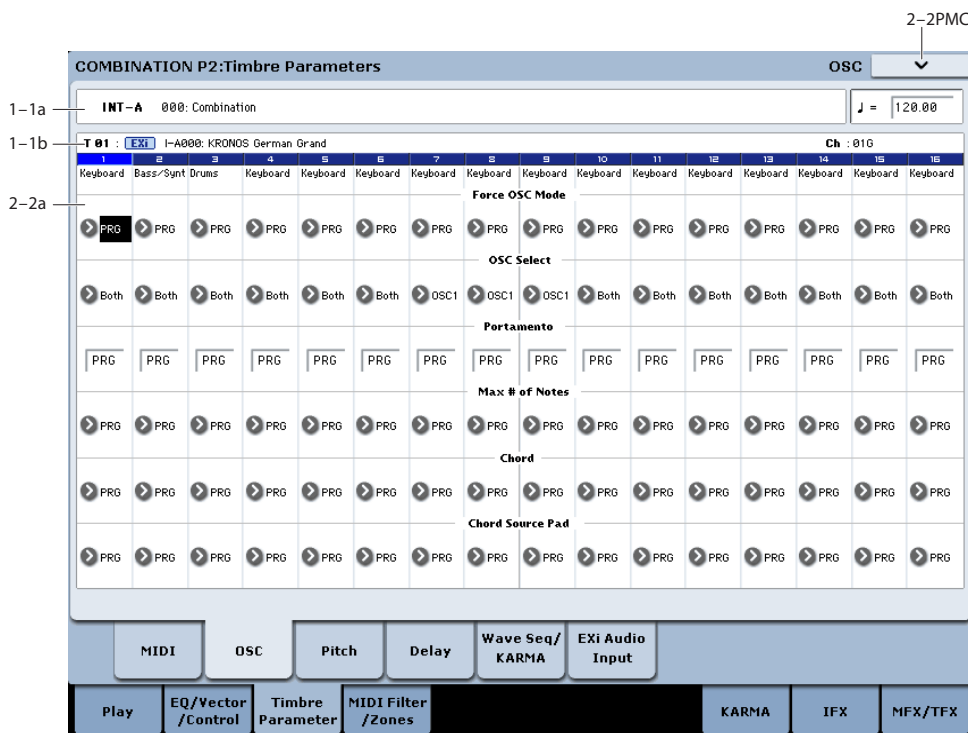 2–2PMC
COMBINATION P2:Timbre Parameters OSC
1–1a
INT–A 000: Combination ♩ = 120.00
1–1b
T 01 : EXi I–A000: KRONOS German Grand Ch : 01G
1 2 3 4 5 6 7 8 9 10 11 12 13 14 15 16
Keyboard Bass/Synt Drums Keyboard Keyboard Keyboard Keyboard Keyboard Keyboard Keyboard Keyboard Keyboard Keyboard Keyboard Keyboard Keyboard
2–2a
Force OSC Mode
PRG PRG PRG PRG PRG PRG PRG PRG PRG PRG PRG PRG PRG PRG PRG PRG
OSC Select
Both Both Both Both Both Both OSC1 OSC1 OSC1 Both Both Both Both Both Both Both
Portamento
PRG PRG PRG PRG PRG PRG PRG PRG PRG PRG PRG PRG PRG PRG PRG PRG
Max # of Notes
PRG PRG PRG PRG PRG PRG PRG PRG PRG PRG PRG PRG PRG PRG PRG PRG
Chord
PRG PRG PRG PRG PRG PRG PRG PRG PRG PRG PRG PRG PRG PRG PRG PRG
Chord Source Pad
PRG PRG PRG PRG PRG PRG PRG PRG PRG PRG PRG PRG PRG PRG PRG PRG
MIDI OSC Pitch Delay Wave Seq/ KARMA EXi Audio Input
Play EQ/Vector /Control Timbre Parameter MIDI Filter /Zones KARMA IFX MFX/TFX